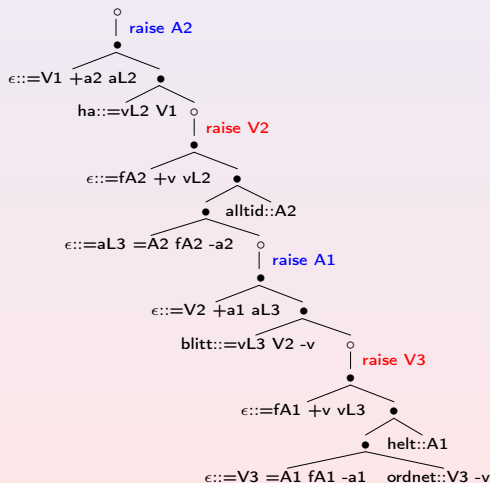 raise A2
ϵ::=V1 +a2 aL2
ha::=vL2 V1
raise V2
ϵ::=fA2 +v vL2
alltid::A2
ϵ::=aL3 =A2 fA2 -a2
raise A1
ϵ::=V2 +a1 aL3
blitt::=vL3 V2 -v
raise V3
ϵ::=fA1 +v vL3
helt::A1
ϵ::=V3 =A1 fA1 -a1 ordnet::V3 -v